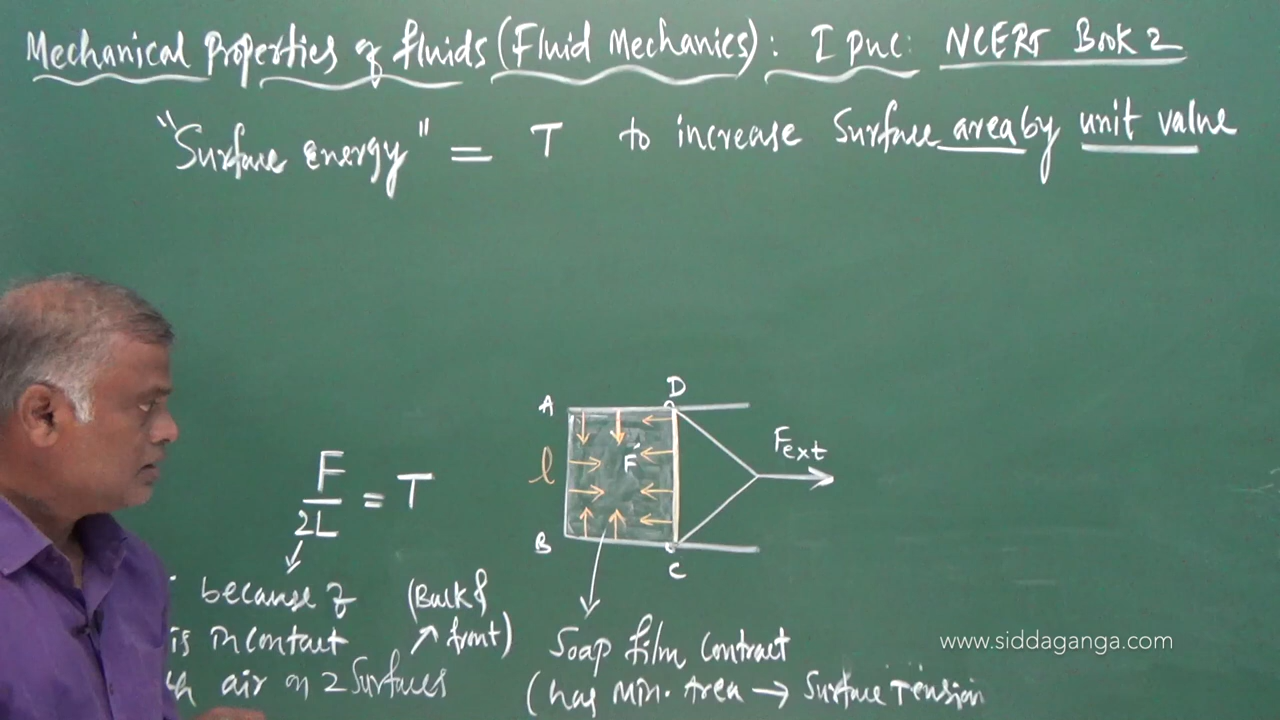 Mechanical Properties of fluids (Fluid Mechanics): I PUC: NCERT Book 2
"Surface energy" = T to increase Surface area by unit value
A
D
l
F
Fext
B
C
F
2L
= T
because of
(Back &
front)
is in contact
air on 2 Surfaces
Soap film Contract
(has Min. Area → Surface Tension
www.siddaganga.com